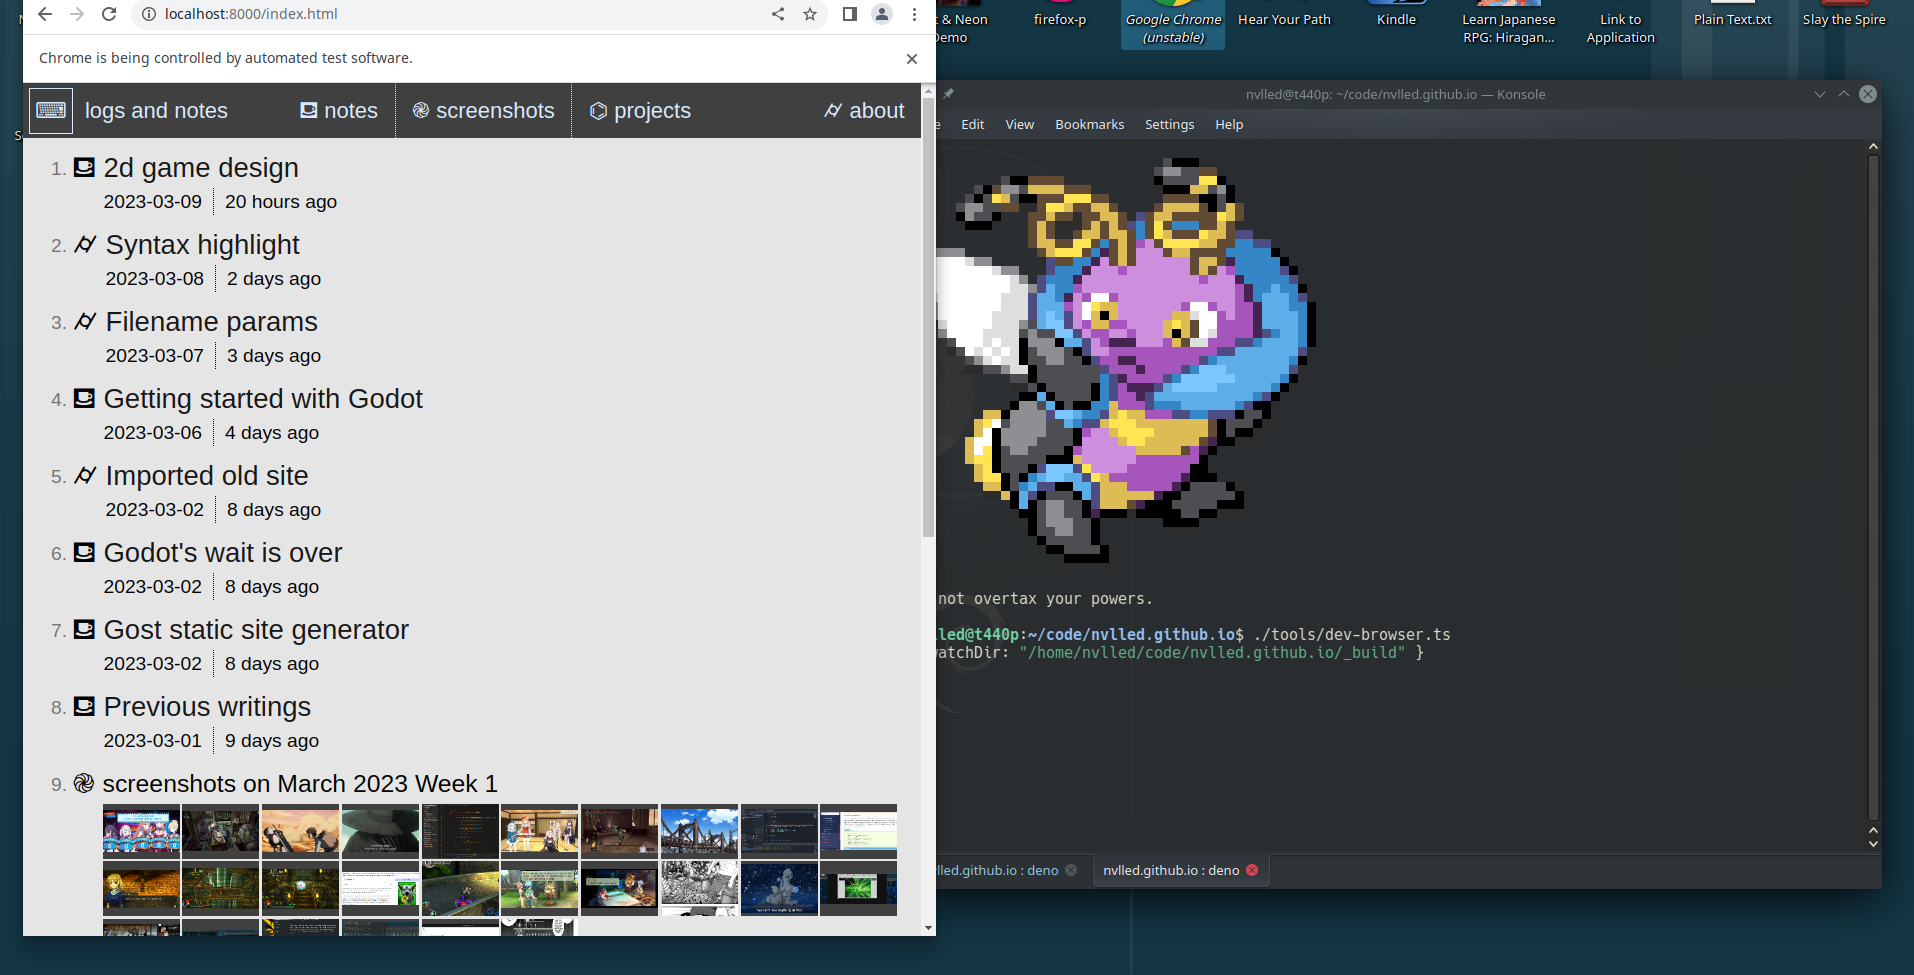 localhost:8000/index.html
Chrome is being controlled by automated test software.
logs and notes
notes
screenshots
projects
about
1. 2d game design
2023-03-09 20 hours ago
2. Syntax highlight
2023-03-08 2 days ago
3. Filename params
2023-03-07 3 days ago
4. Getting started with Godot
2023-03-06 4 days ago
5. Imported old site
2023-03-02 8 days ago
6. Godot's wait is over
2023-03-02 8 days ago
7. Gost static site generator
2023-03-02 8 days ago
8. Previous writings
2023-03-01 9 days ago
9. screenshots on March 2023 Week 1
t & Neon
Demo
firefox-p
Google Chrome
(unstable)
Hear Your Path
Kindle
Learn Japanese
RPG: Hiragan...
Link to
Application
Plain Text.txt
Slay the Spire
nvlled@t440p: ~/code/nvlled.github.io — Konsole
Edit View Bookmarks Settings Help
not overtax your powers.
lled@t440p:~/code/nvlled.github.io$ ./tools/dev-browser.ts
watchDir: "/home/nvlled/code/nvlled.github.io/_build" }
lled.github.io : deno
nvlled.github.io : deno